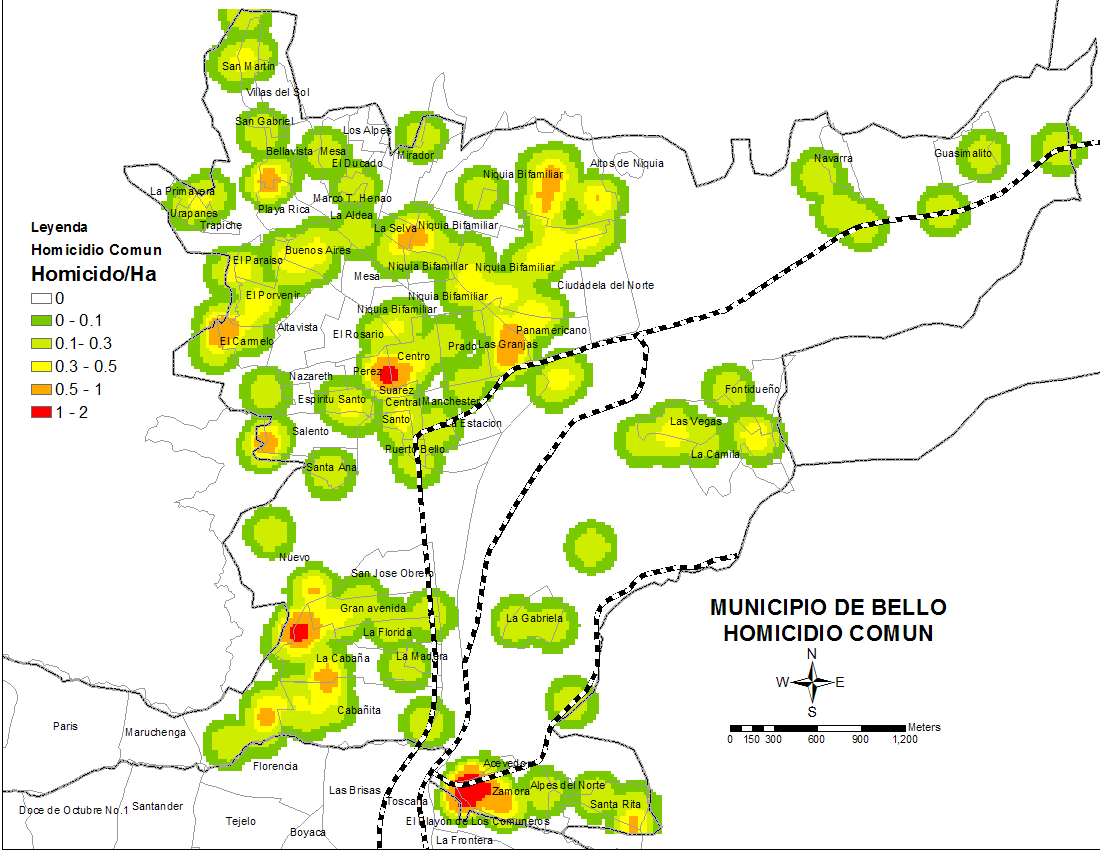 San Martin
Villas del Sol
San Gabriel
Los Alpes
Bellavista Mesa
Mirador
El Ducado
Navarra
Guasimalito
Altos de Niquia
Niquia Bifamiliar
La Primavera
Marco T. Henao
Urapanes
Playa Rica
La Aldea
Trapiche
La Selva
Niquia Bifamiliar
Leyenda
Homicidio Comun
Homicido/Ha
0
0 - 0.1
0.1- 0.3
0.3 - 0.5
0.5 - 1
1 - 2
Buenos Aires
El Paraiso
Mesa
Niquia Bifamiliar
Niquia Bifamiliar
Ciudadela del Norte
El Porvenir
Niquia Bifamiliar
Niquia Bifamiliar
Altavista
El Rosario
Panamericano
El Carmelo
Prado
Las Granjas
Centro
Nazareth
Perez
Suarez
Fontidueño
Espiritu Santo
Central
Manchester
Santo
La Estacion
Las Vegas
Salento
Puerto Bello
La Camila
Santa Ana
Nuevo
San Jose Obrero
Gran avenida
La Gabriela
La Florida
La Cabaña
La Madera
Cabañita
MUNICIPIO DE BELLO
HOMICIDIO COMUN
N
W
E
S
Meters
0 150 300 600 900 1,200
Paris
Maruchenga
Florencia
Acevedo
Las Brisas
Toscana
Zamora
Alpes del Norte
Santa Rita
Doce de Octubre No.1
Santander
Tejelo
Boyaca
El Playon de Los Comuneros
La Frontera